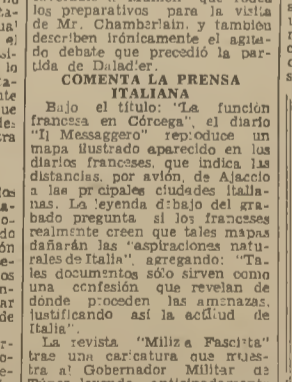 los preparativos para la visita
de Mr. Chamberlain, y también
describen irónicamente el agita-
do debate que precedió la par-
tida de Daladier.
COMENTA LA PRENSA
ITALIANA
Bajo el título: "La función
francesa en Córcega", el diario
"Il Messaggero" reproduce un
mapa ilustrado aparecido en los
diarios franceses, que indica las
distancias, por avión, de Ajaccio
a las principales ciudades italia-
nas. La leyenda debajo del gra-
bado pregunta si los franceses
realmente creen que tales mapas
dañarán las "aspiraciones natu-
rales de Italia", agregando: "Ta-
les documentos sólo sirven como
una confesión que revelan de
dónde proceden las amenazas,
justificando así la actitud de
Italia".
La revista "Milizia Fascista"
trae una caricatura que mues-
tra al Gobernador Militar de